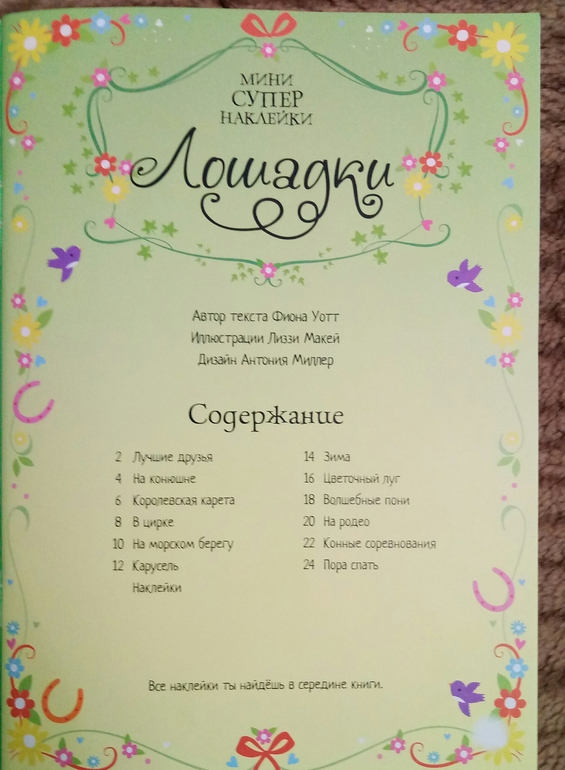 МИНИ
СУПЕР
НАКЛЕЙКИ
Лошадки
Автор текста Фиона Уотт
Иллюстрации Лиззи Макей
Дизайн Антония Миллер
Содержание
2 Лучшие друзья
4 На конюшне
6 Королевская карета
8 В цирке
10 На морском берегу
12 Карусель
Наклейки
14 Зима
16 Цветочный луг
18 Волшебные пони
20 На родео
22 Конные соревнования
24 Пора спать
Все наклейки ты найдёшь в середине книги.